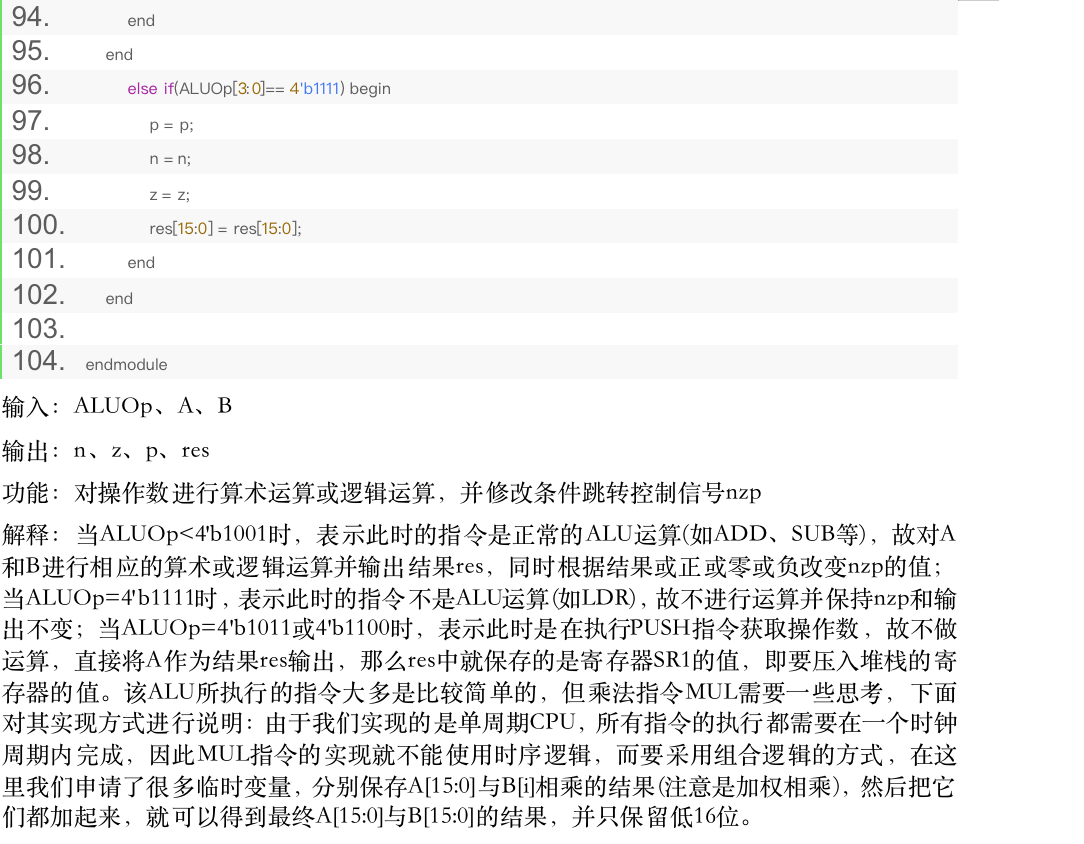 94. end
95. end
96. else if(ALUOp[3:0]== 4'b1111) begin
97. p = p;
98. n = n;
99. z = z;
100. res[15:0] = res[15:0];
101. end
102. end
103.
104. endmodule
输入：ALUOp、A、B
输出：n、z、p、res
功能：对操作数进行算术运算或逻辑运算，并修改条件跳转控制信号nzp
解释：当ALUOp<4'b1001时，表示此时的指令是正常的ALU运算(如ADD、SUB等)，故对A
和B进行相应的算术或逻辑运算并输出结果res，同时根据结果或正或零或负改变nzp的值；
当ALUOp=4'b1111时，表示此时的指令不是ALU运算(如LDR)，故不进行运算并保持nzp和输
出不变；当ALUOp=4'b1011或4'b1100时，表示此时是在执行PUSH指令获取操作数，故不做
运算，直接将A作为结果res输出，那么res中就保存的是寄存器SR1的值，即要压入堆栈的寄
存器的值。该ALU所执行的指令大多是比较简单的，但乘法指令MUL需要一些思考，下面
对其实现方式进行说明：由于我们实现的是单周期CPU，所有指令的执行都需要在一个时钟
周期内完成，因此MUL指令的实现就不能使用时序逻辑，而要采用组合逻辑的方式，在这
里我们申请了很多临时变量，分别保存A[15:0]与B[i]相乘的结果(注意是加权相乘)，然后把它
们都加起来，就可以得到最终A[15:0]与B[15:0]的结果，并只保留低16位。